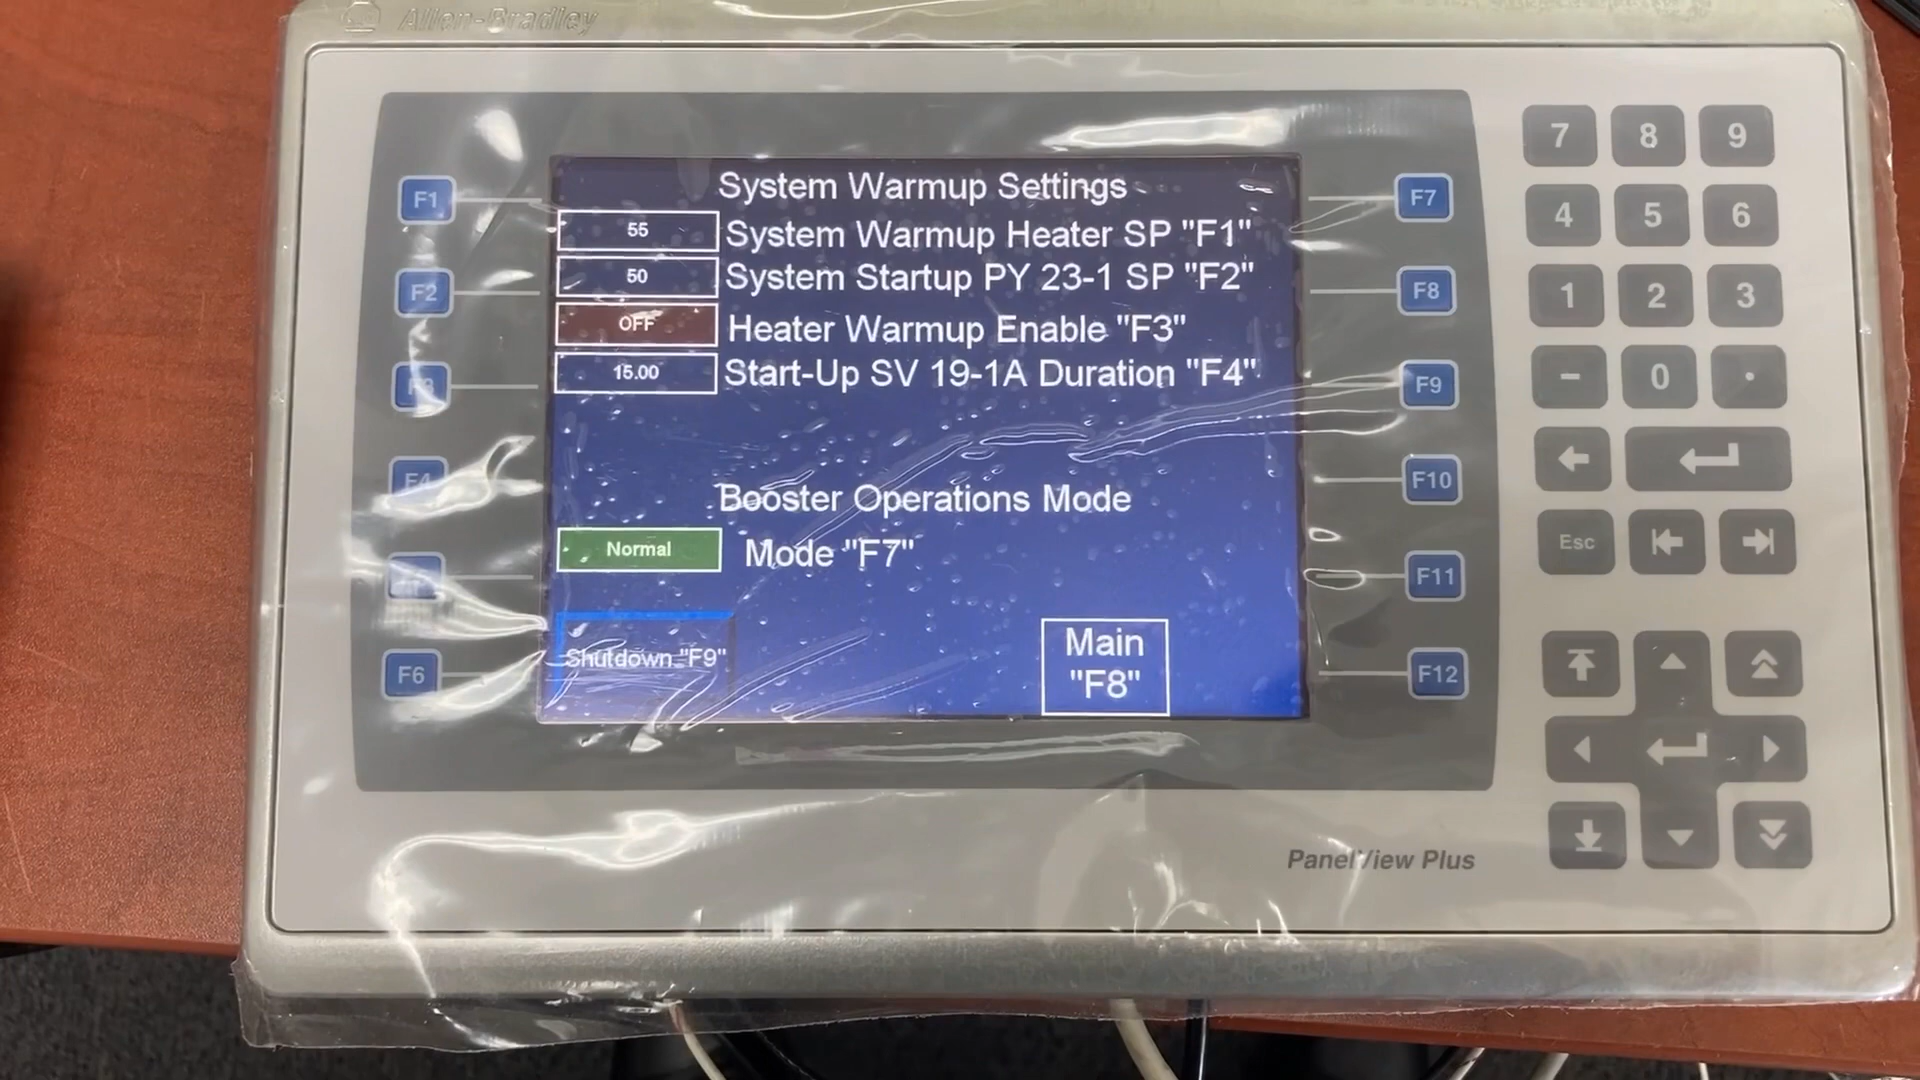 Allen-Bradley
System Warmup Settings
55 System Warmup Heater SP "F1"
50 System Startup PY 23-1 SP "F2"
OFF Heater Warmup Enable "F3"
15.00 Start-Up SV 19-1A Duration "F4"
Booster Operations Mode
Normal Mode "F7"
Shutdown "F9"
Main
"F8"
F1
F2
F3
F4
F6
F7
F8
F9
F10
F11
F12
7 8 9
4 5 6
1 2 3
- 0 .
Esc
PanelView Plus